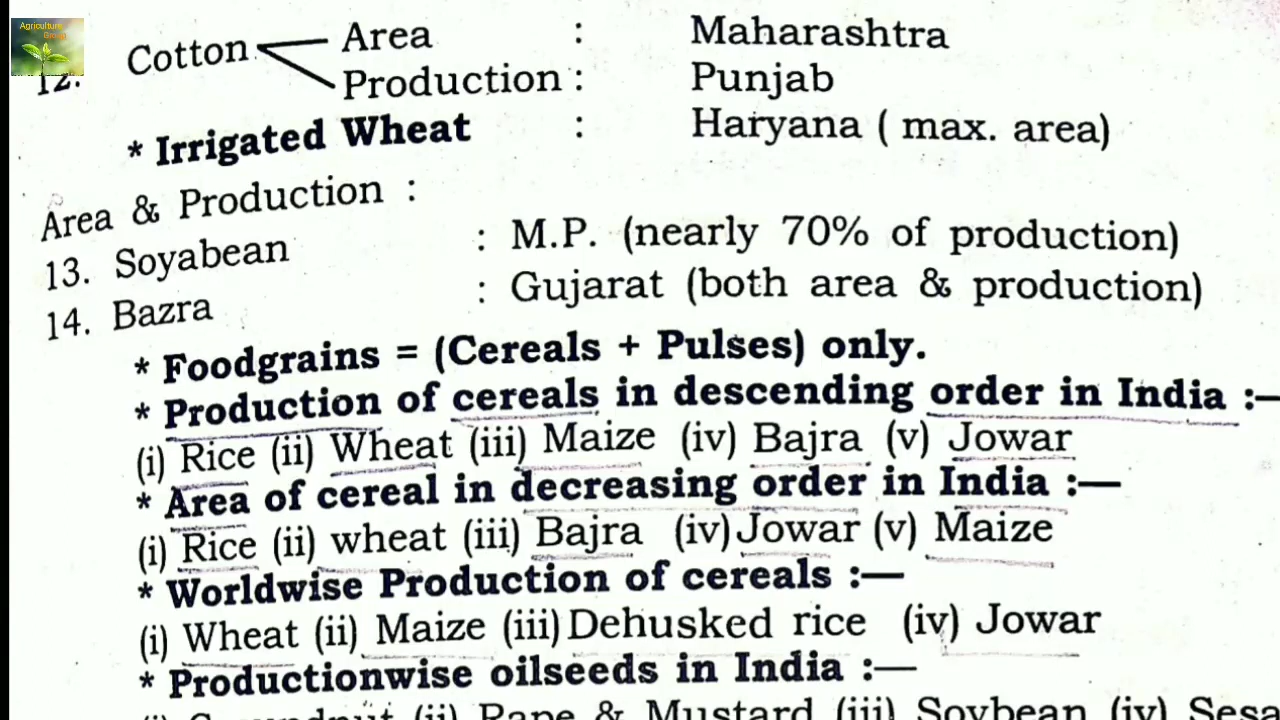 Agriculture
Broid
12. Cotton Area : Maharashtra
Production : Punjab
* Irrigated Wheat : Haryana ( max. area)
Area & Production :
13. Soyabean : M.P. (nearly 70% of production)
14. Bazra : Gujarat (both area & production)
* Foodgrains = (Cereals + Pulses) only.
* Production of cereals in descending order in India :—
(i) Rice (ii) Wheat (iii) Maize (iv) Bajra (v) Jowar
* Area of cereal in decreasing order in India :—
(i) Rice (ii) wheat (iii) Bajra (iv) Jowar (v) Maize
* Worldwise Production of cereals :—
(i) Wheat (ii) Maize (iii) Dehusked rice (iv) Jowar
* Productionwise oilseeds in India :—
(ii) Rape & Mustard (iii) Soybean (iv)